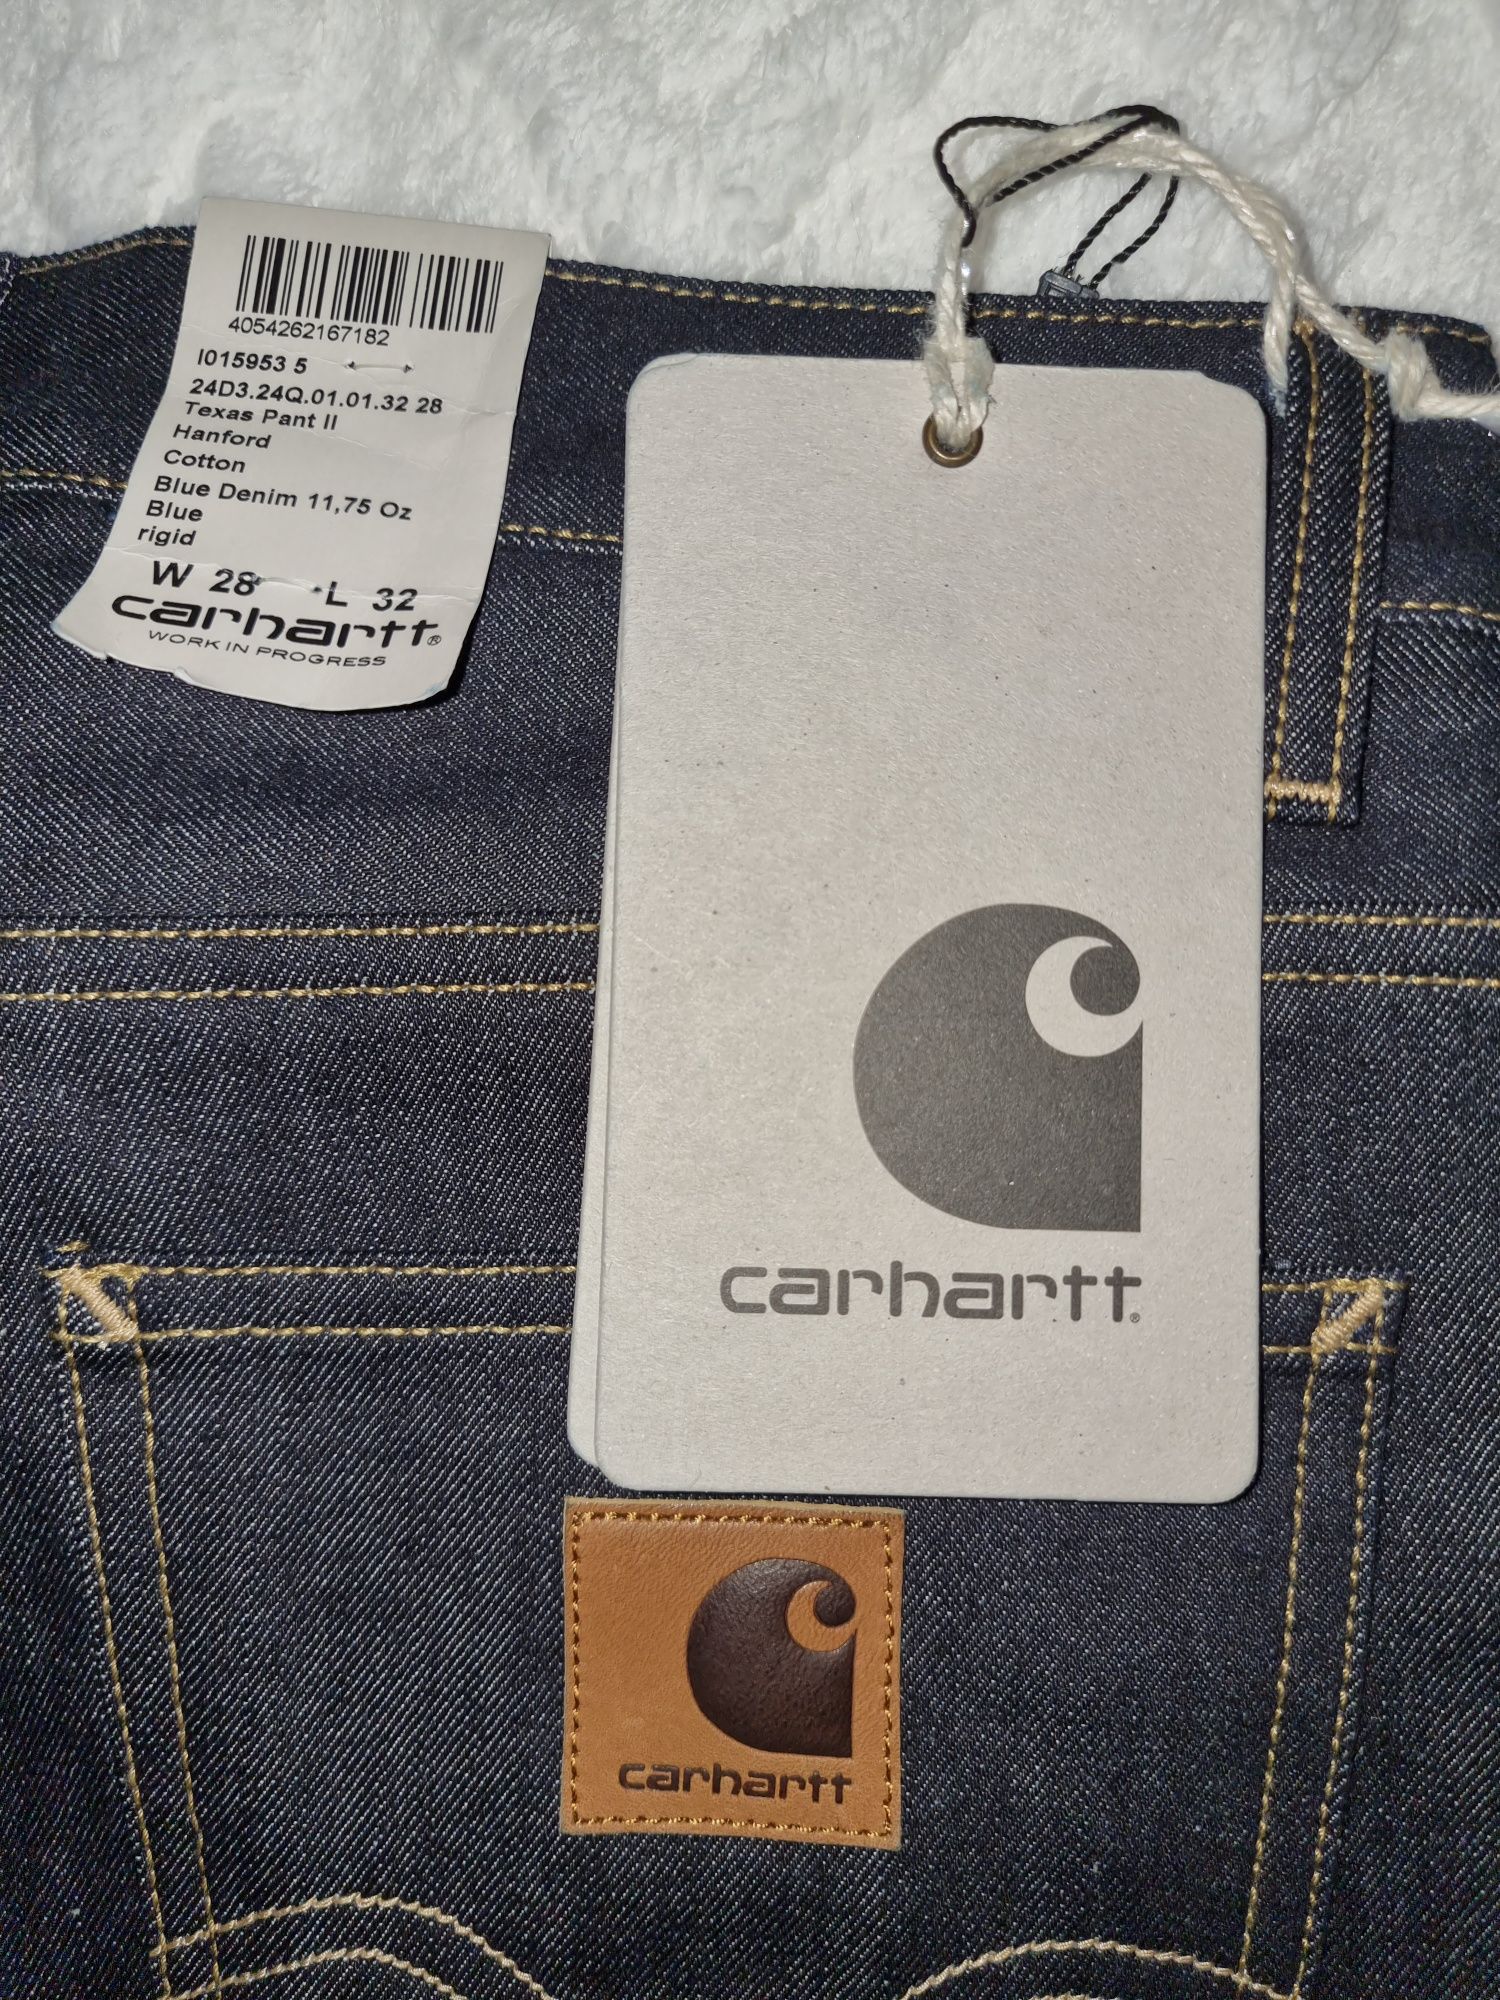 4054262167182
I015953 5
24D3.24Q.01.01.32 28
Texas Pant II
Hanford
Cotton
Blue Denim 11,75 Oz
Blue
rigid
W 28 L 32
carhartt®
WORK IN PROGRESS
carhartt®
carhartt